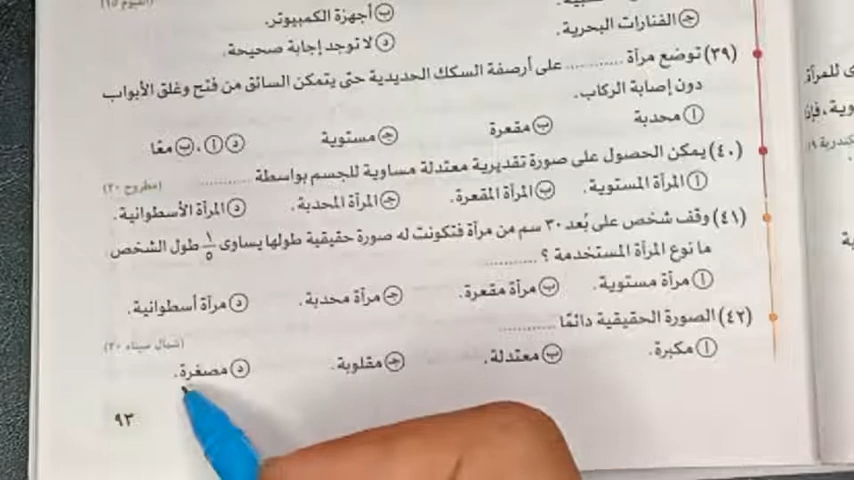 ب أجهزة الكمبيوتر.
ج الفنارات البحرية.
د لا توجد إجابة صحيحة.
(٣٩) توضع مرآة ............ على أرصفة السكك الحديدية حتى يتمكن السائق من فتح وغلق الأبواب
دون إصابة الركاب.
أ محدبة ب مقعرة ج مستوية د أ، ب معًا
(٤٠) يمكن الحصول على صورة تقديرية معتدلة مساوية للجسم بواسطة ............ (مطروح ٢٠)
أ المرآة المستوية. ب المرآة المقعرة. ج المرآة المحدبة. د المرآة الأسطوانية.
(٤١) وقف شخص على بُعد ٣٠ سم من مرآة فتكونت له صورة حقيقية طولها يساوى ١/٥ طول الشخص
ما نوع المرآة المستخدمة ؟ ............
أ مرآة مستوية. ب مرآة مقعرة. ج مرآة محدبة. د مرآة أسطوانية.
(٤٢) الصورة الحقيقية دائمًا ............ (شمال سيناء ٢٠)
أ مكبرة. ب معتدلة. ج مقلوبة. د مصغرة.
٩٣